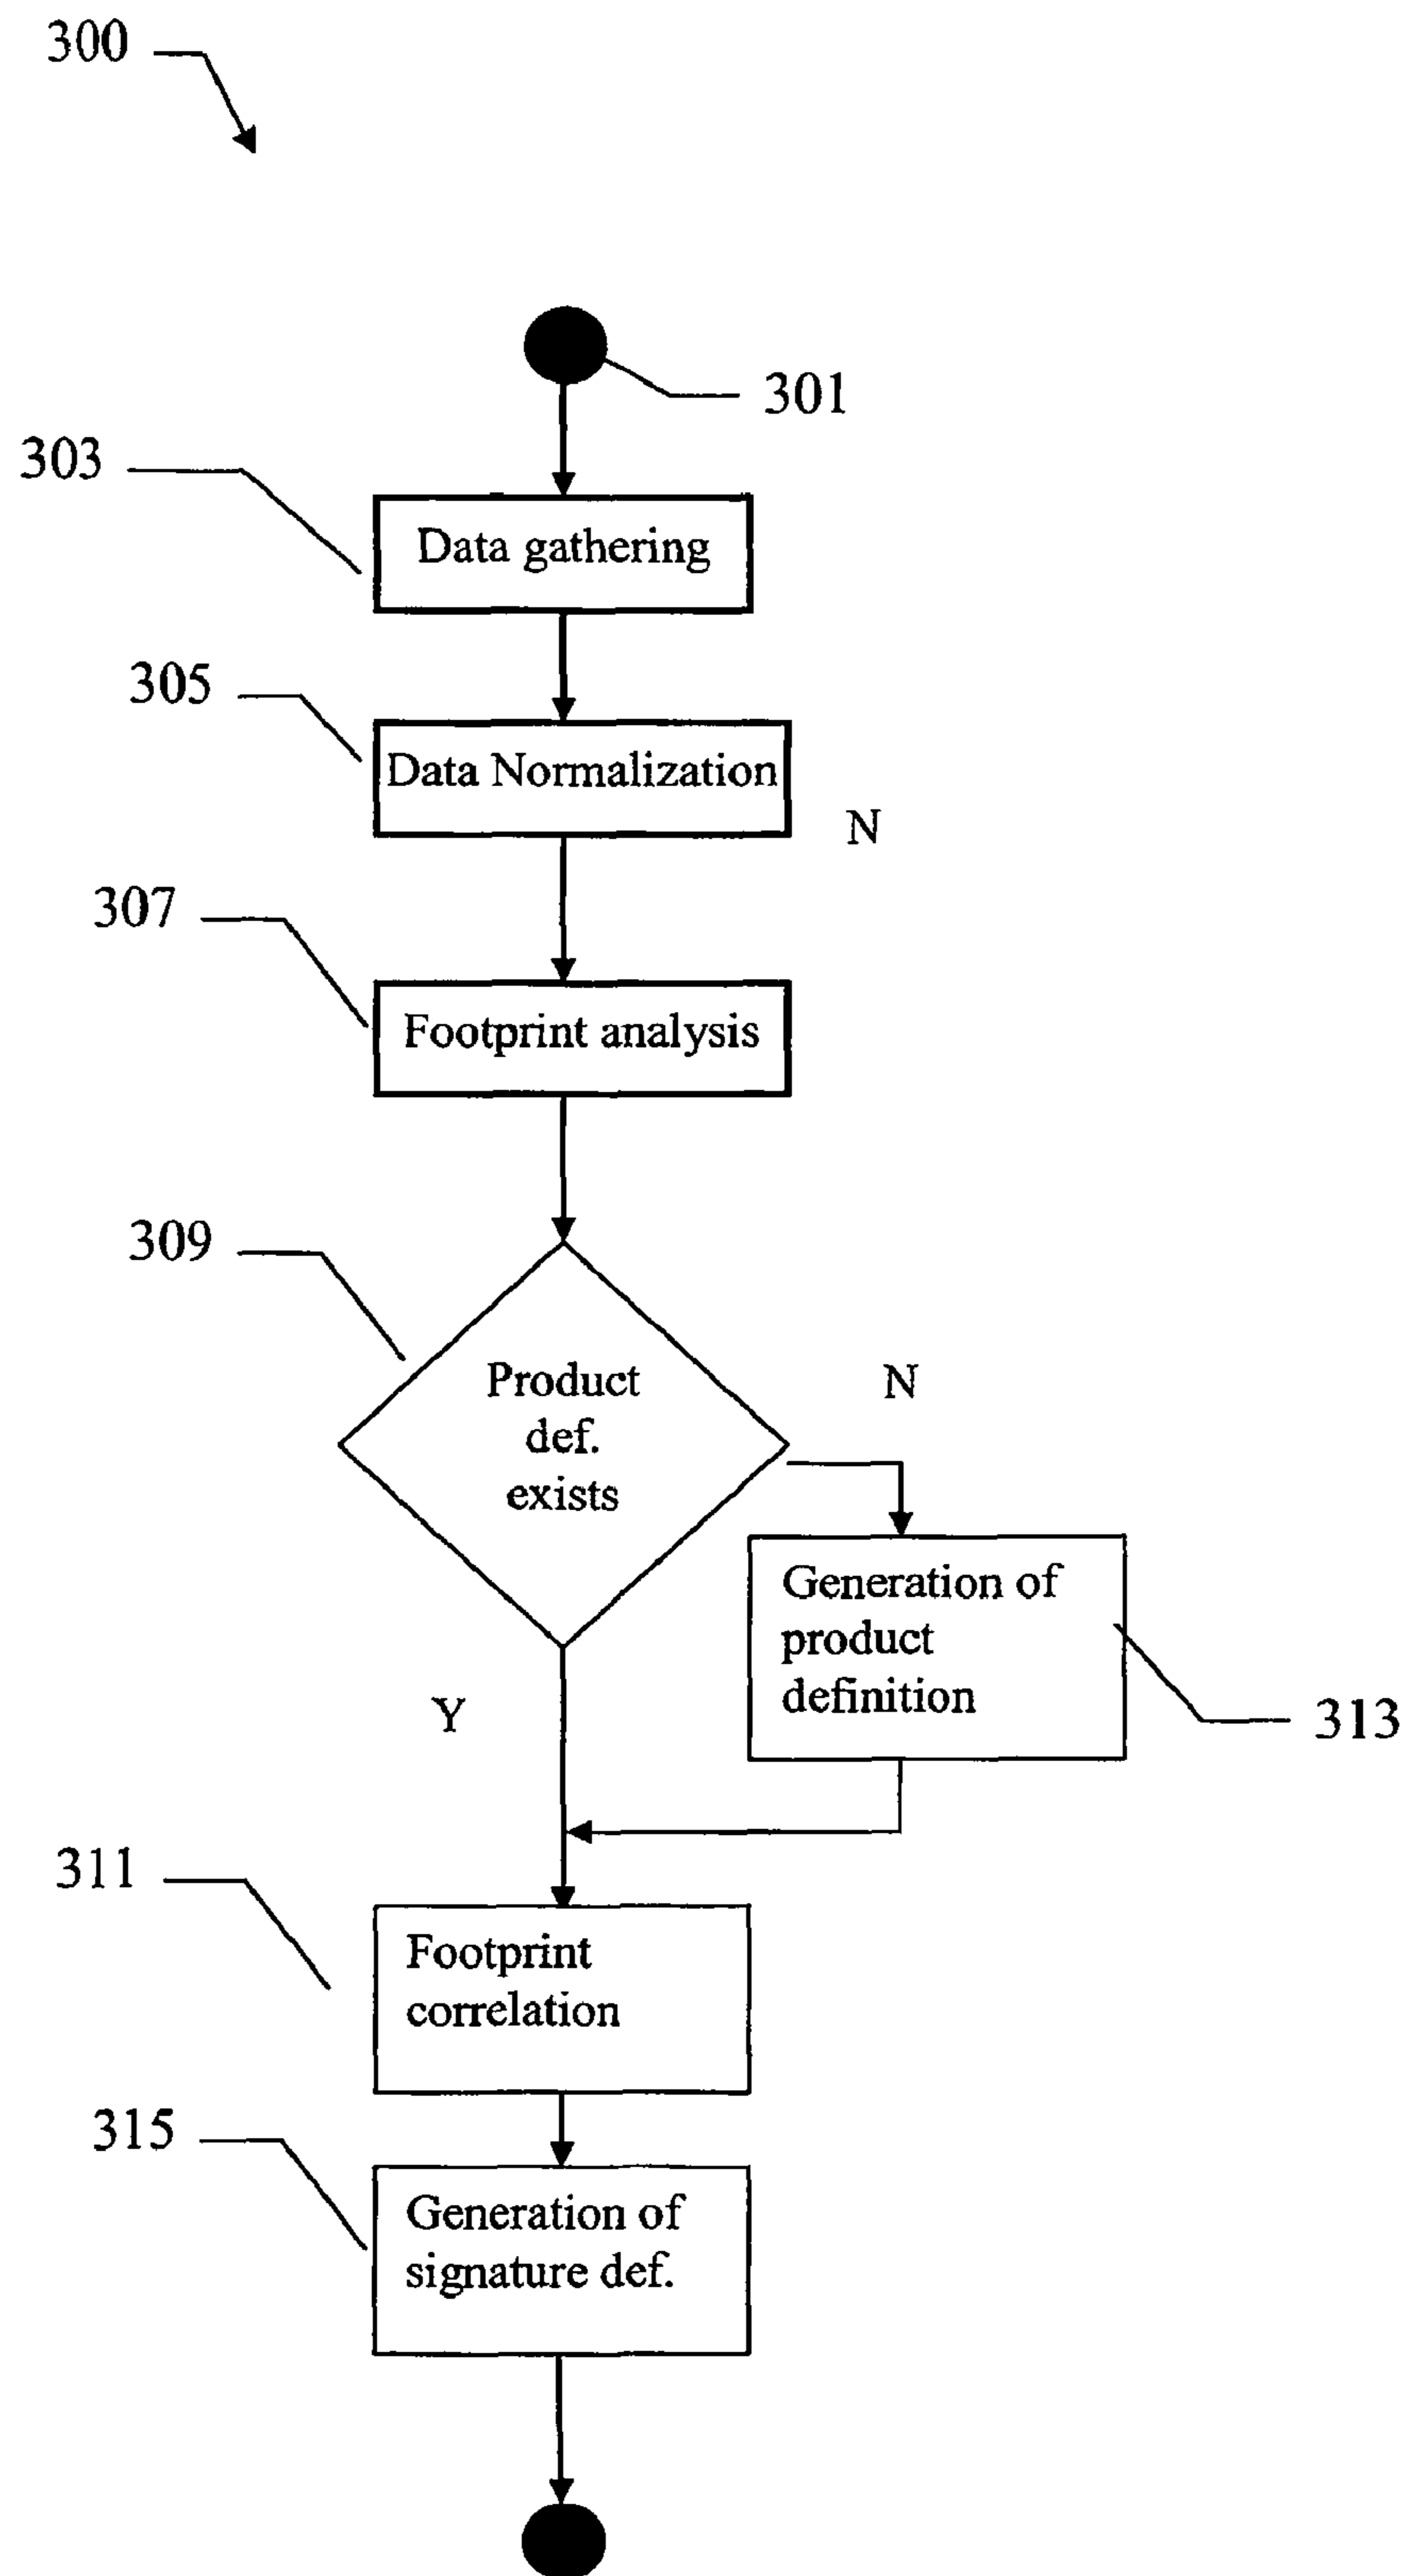 300
301
303
Data gathering
305
Data Normalization
N
307
Footprint analysis
309
Product
def.
exists
N
Generation of
product
definition
313
Y
311
Footprint
correlation
315
Generation of
signature def.